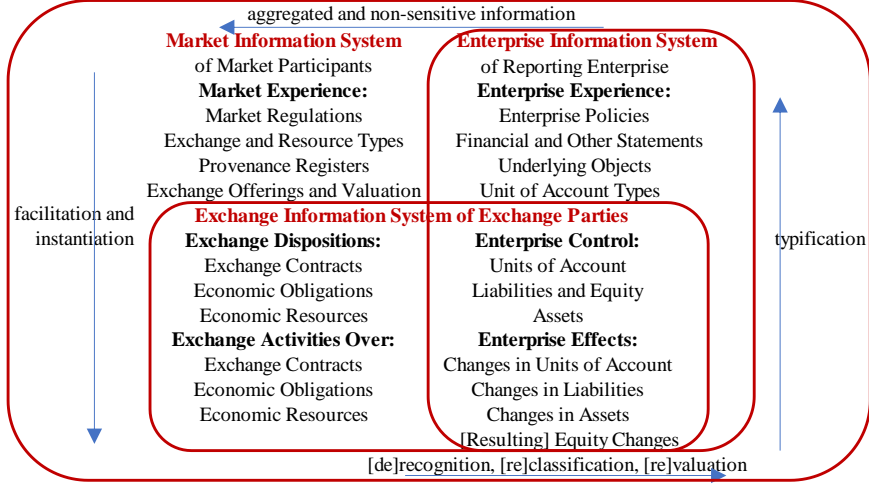 aggregated and non-sensitive information
Market Information System
of Market Participants
Market Experience:
Market Regulations
Exchange and Resource Types
Provenance Registers
Exchange Offerings and Valuation
Enterprise Information System
of Reporting Enterprise
Enterprise Experience:
Enterprise Policies
Financial and Other Statements
Underlying Objects
Unit of Account Types
facilitation and
instantiation
Exchange Information System of Exchange Parties
Exchange Dispositions:
Exchange Contracts
Economic Obligations
Economic Resources
Exchange Activities Over:
Exchange Contracts
Economic Obligations
Economic Resources
Enterprise Control:
Units of Account
Liabilities and Equity
Assets
Enterprise Effects:
Changes in Units of Account
Changes in Liabilities
Changes in Assets
[Resulting] Equity Changes
typification
[de]recognition, [re]classification, [re]valuation